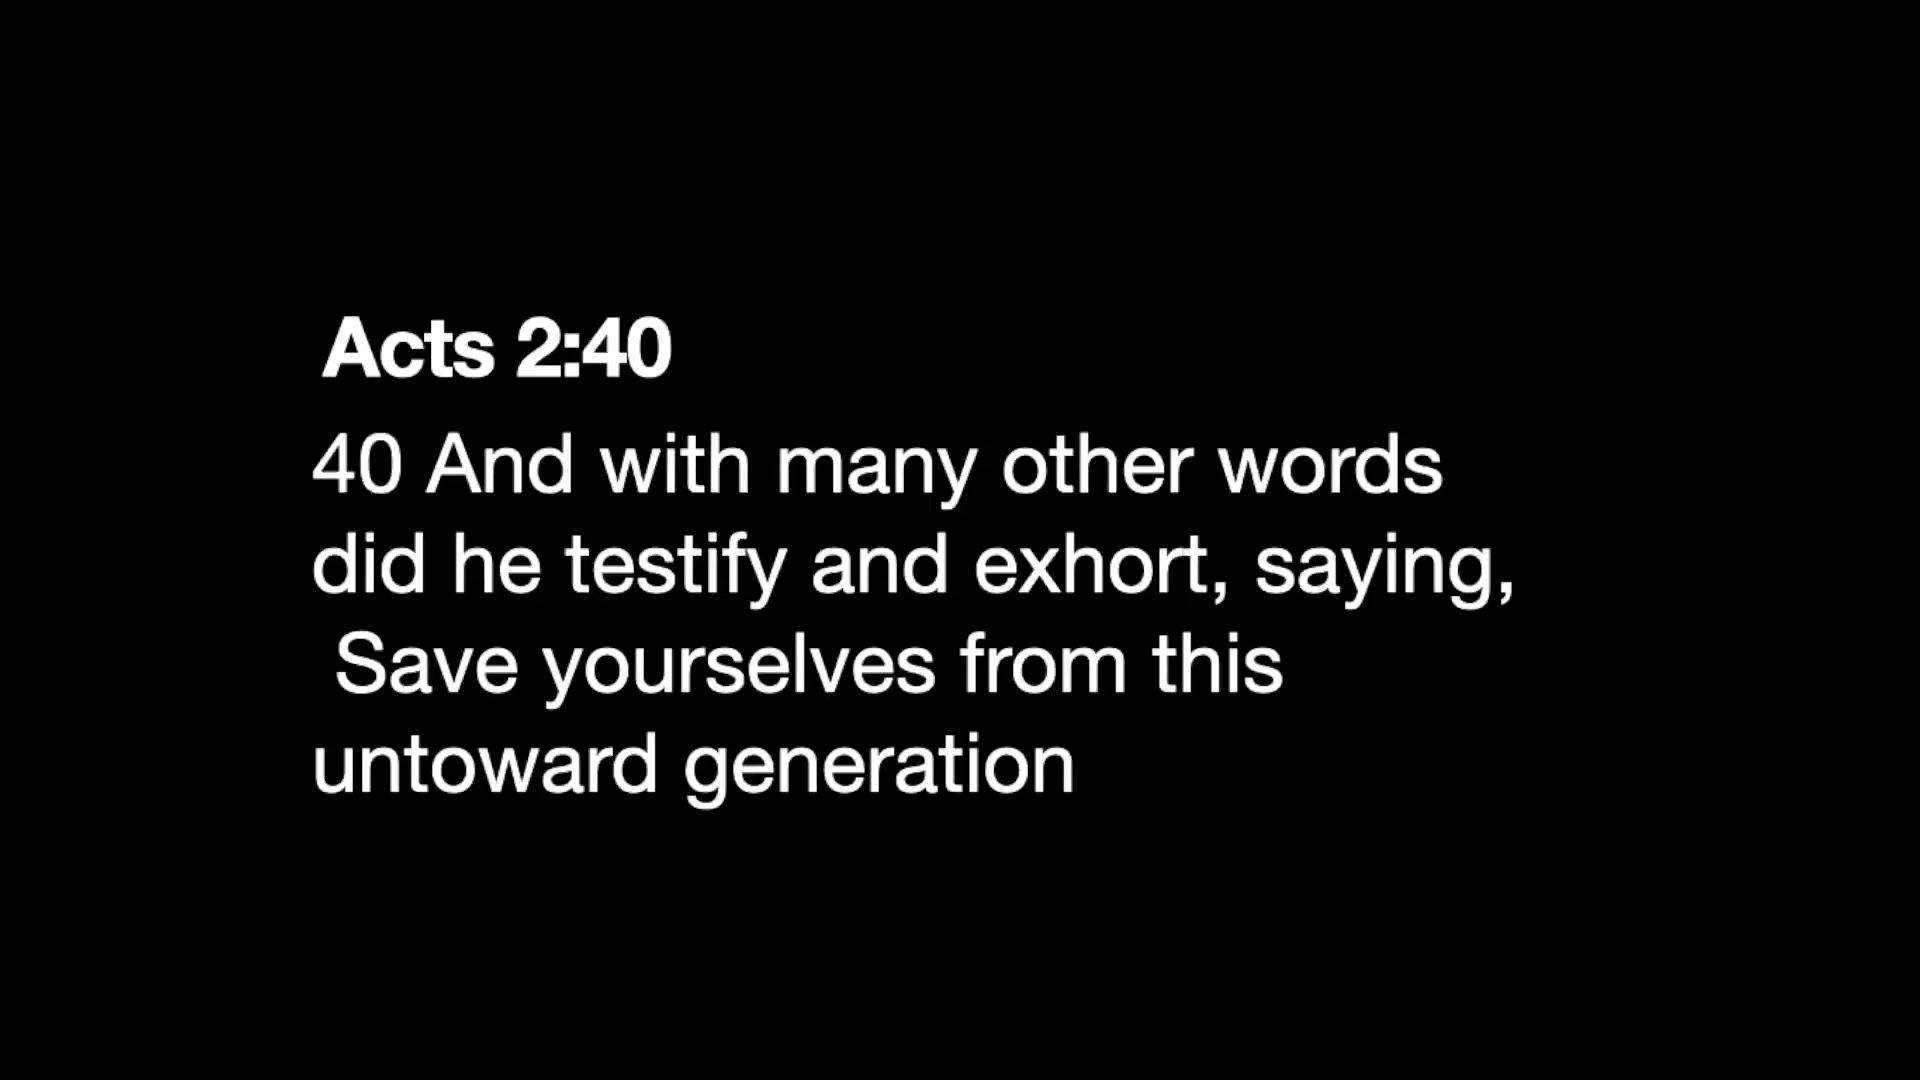 Acts 2:40
40 And with many other words
did he testify and exhort, saying,
Save yourselves from this
untoward generation